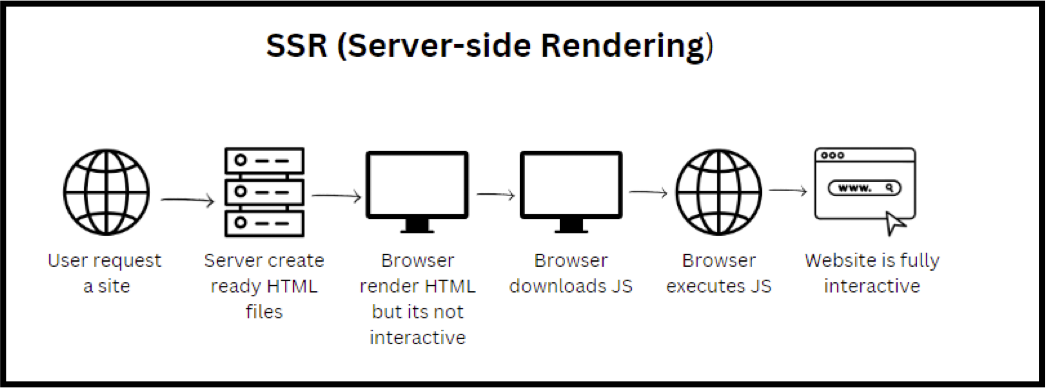 SSR (Server-side Rendering)
www.
User request
a site
Server create
ready HTML
files
Browser
render HTML
but its not
interactive
Browser
downloads JS
Browser
executes JS
Website is fully
interactive